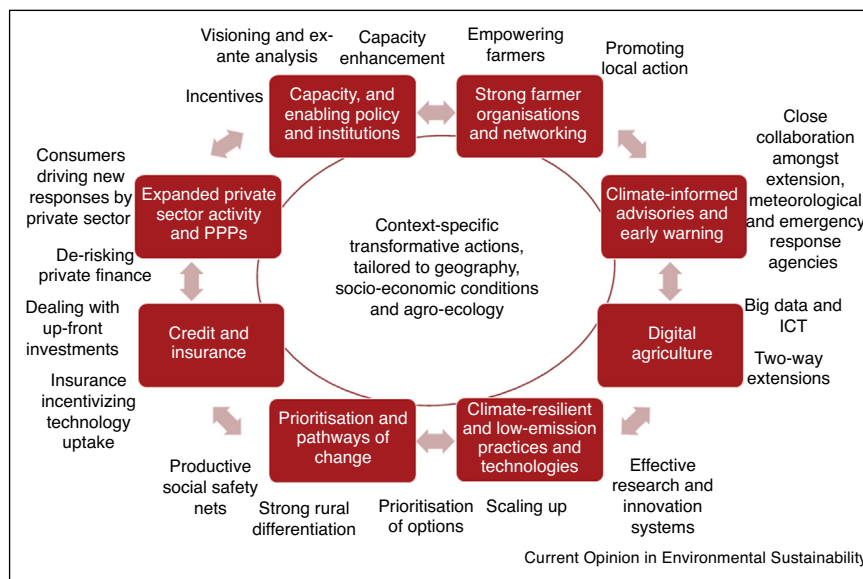 Visioning and ex-
ante analysis
Capacity
enhancement
Empowering
farmers
Promoting
local action
Incentives
Capacity, and
enabling policy
and institutions
Strong farmer
organisations
and networking
Close
collaboration
amongst
extension,
meteorological
and emergency
response
agencies
Consumers
driving new
responses by
private sector
Expanded private
sector activity
and PPPs
Climate-informed
advisories and
early warning
Context-specific
transformative actions,
tailored to geography,
socio-economic conditions
and agro-ecology
De-risking
private finance
Dealing with
up-front
investments
Credit and
insurance
Digital
agriculture
Big data and
ICT
Two-way
extensions
Insurance
incentivizing
technology
uptake
Prioritisation and
pathways of
change
Climate-resilient
and low-emission
practices and
technologies
Productive
social safety
nets
Strong rural
differentiation
Prioritisation
of options
Scaling up
Effective
research and
innovation
systems
Current Opinion in Environmental Sustainability